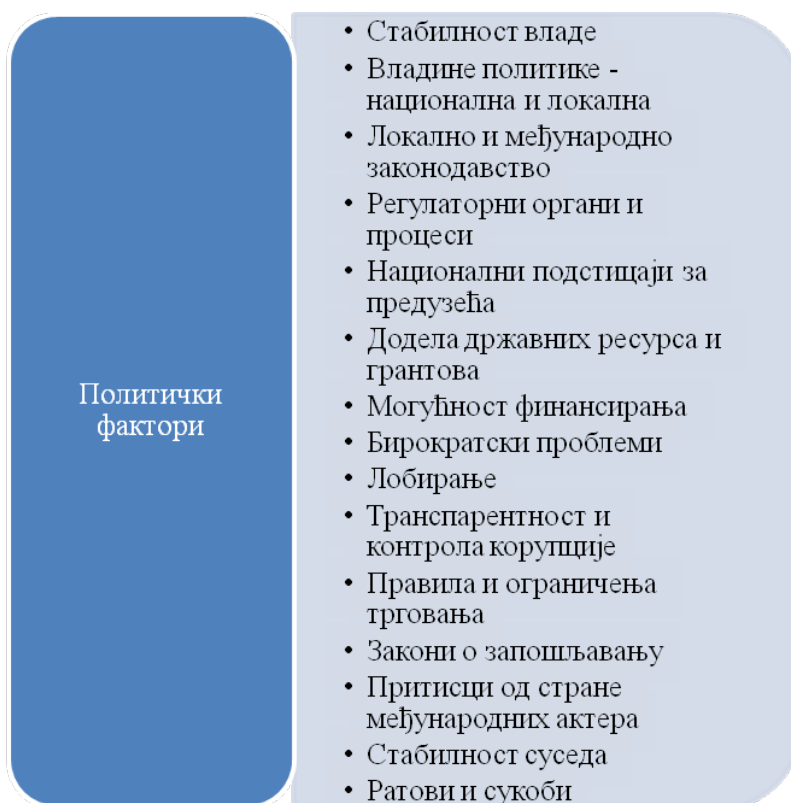 Политички
фактори
• Стабилност владе
• Владине политике -
национална и локална
• Локално и међународно
законодавство
• Регулаторни органи и
процеси
• Национални подстицаји за
предузећа
• Додела државних ресурса и
грантова
• Могућност финансирања
• Бирократски проблеми
• Лобирање
• Транспарентност и
контрола корупције
• Правила и ограничења
трговања
• Закони о запошљавању
• Притисци од стране
међународних актера
• Стабилност суседа
• Ратови и сукоби